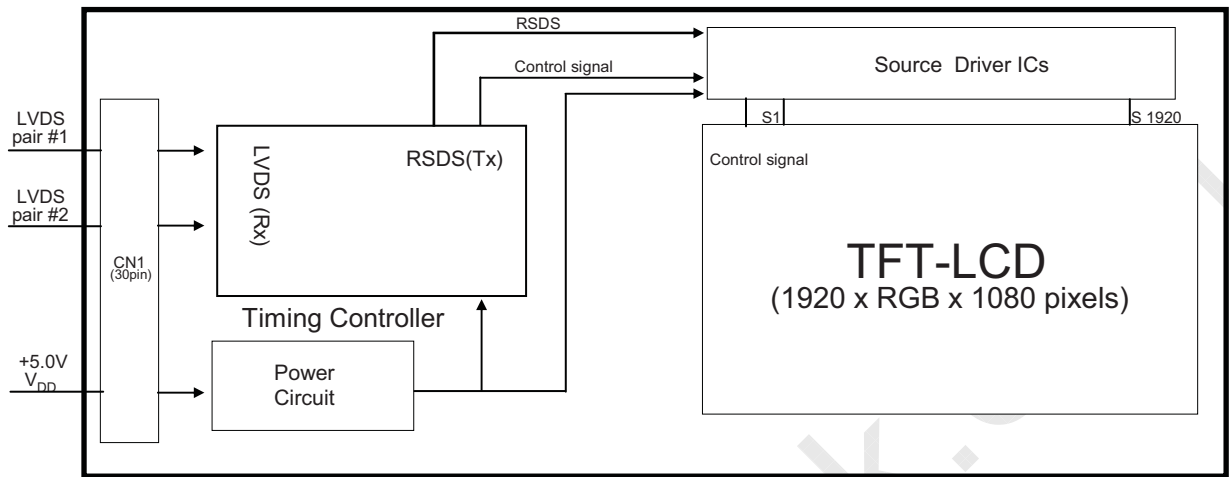 RSDS
Control signal
Source Driver ICs
LVDS
pair #1
S1
S 1920
LVDS (Rx)
RSDS(Tx)
Control signal
LVDS
pair #2
CN1
(30pin)
TFT-LCD
(1920 x RGB x 1080 pixels)
Timing Controller
+5.0V
VDD
Power
Circuit